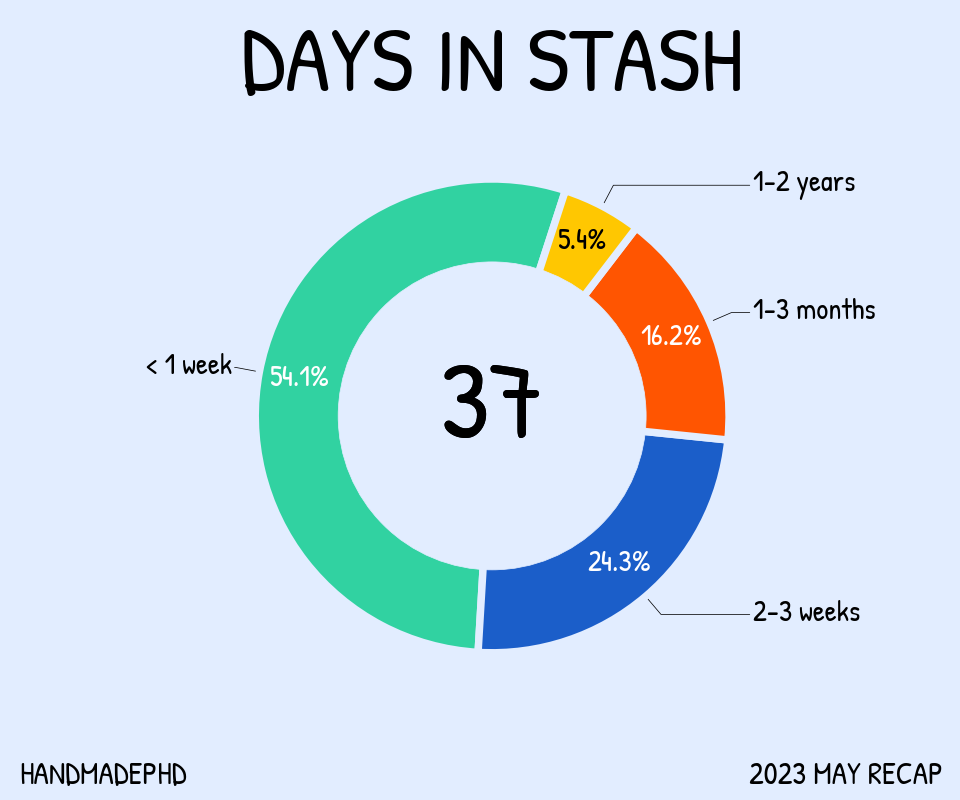 DAYS IN STASH
1-2 years
5.4%
1-3 months
16.2%
< 1 week
54.1%
37
24.3%
2-3 weeks
HANDMADEPHD
2023 MAY RECAP